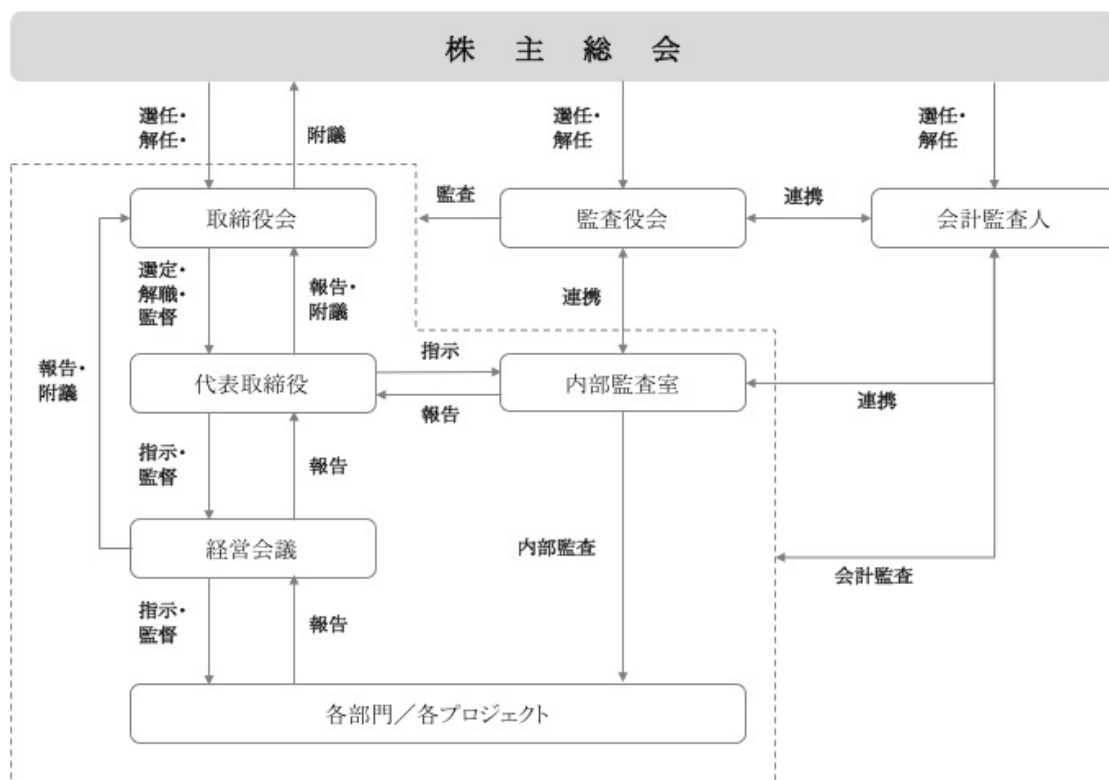 株主総会
選任・
解任・
附議
選任・
解任
選任・
解任
取締役会
監査
監査役会
連携
会計監査人
選定・
解職・
監督
報告・
附議
連携
報告・
附議
代表取締役
指示
報告
内部監査室
連携
指示・
監督
報告
経営会議
内部監査
会計監査
指示・
監督
報告
各部門／各プロジェクト